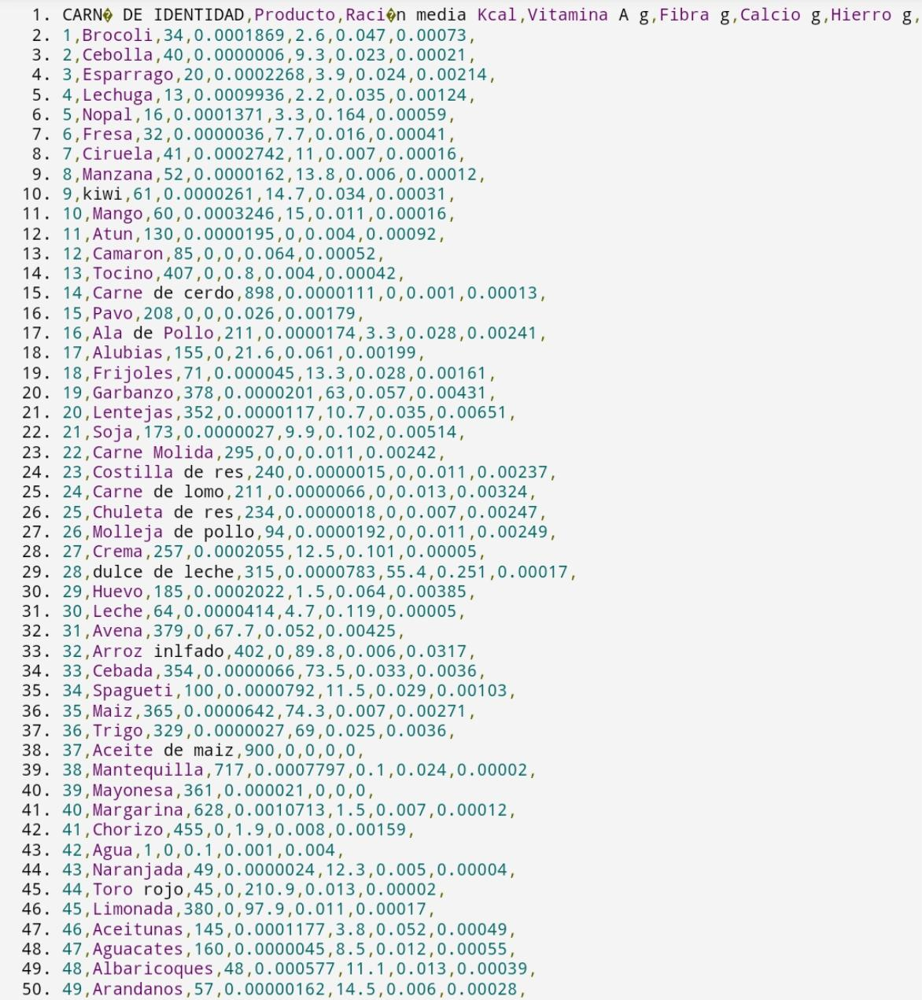 1. CARN� DE IDENTIDAD,Producto,Raci�n media Kcal,Vitamina A g,Fibra g,Calcio g,Hierro g,
2. 1,Brocoli,34,0.0001869,2.6,0.047,0.00073,
3. 2,Cebolla,40,0.0000006,9.3,0.023,0.00021,
4. 3,Esparrago,20,0.0002268,3.9,0.024,0.00214,
5. 4,Lechuga,13,0.0009936,2.2,0.035,0.00124,
6. 5,Nopal,16,0.0001371,3.3,0.164,0.00059,
7. 6,Fresa,32,0.0000036,7.7,0.016,0.00041,
8. 7,Ciruela,41,0.0002742,11,0.007,0.00016,
9. 8,Manzana,52,0.0000162,13.8,0.006,0.00012,
10. 9,kiwi,61,0.0000261,14.7,0.034,0.00031,
11. 10,Mango,60,0.0003246,15,0.011,0.00016,
12. 11,Atun,130,0.0000195,0,0.004,0.00092,
13. 12,Camaron,85,0,0,0.064,0.00052,
14. 13,Tocino,407,0,0.8,0.004,0.00042,
15. 14,Carne de cerdo,898,0.0000111,0,0.001,0.00013,
16. 15,Pavo,208,0,0,0.026,0.00179,
17. 16,Ala de Pollo,211,0.0000174,3.3,0.028,0.00241,
18. 17,Alubias,155,0,21.6,0.061,0.00199,
19. 18,Frijoles,71,0.000045,13.3,0.028,0.00161,
20. 19,Garbanzo,378,0.0000201,63,0.057,0.00431,
21. 20,Lentejas,352,0.0000117,10.7,0.035,0.00651,
22. 21,Soja,173,0.0000027,9.9,0.102,0.00514,
23. 22,Carne Molida,295,0,0,0.011,0.00242,
24. 23,Costilla de res,240,0.0000015,0,0.011,0.00237,
25. 24,Carne de lomo,211,0.0000066,0,0.013,0.00324,
26. 25,Chuleta de res,234,0.0000018,0,0.007,0.00247,
27. 26,Molleja de pollo,94,0.0000192,0,0.011,0.00249,
28. 27,Crema,257,0.0002055,12.5,0.101,0.00005,
29. 28,dulce de leche,315,0.0000783,55.4,0.251,0.00017,
30. 29,Huevo,185,0.0002022,1.5,0.064,0.00385,
31. 30,Leche,64,0.0000414,4.7,0.119,0.00005,
32. 31,Avena,379,0,67.7,0.052,0.00425,
33. 32,Arroz inlfado,402,0,89.8,0.006,0.0317,
34. 33,Cebada,354,0.0000066,73.5,0.033,0.0036,
35. 34,Spagueti,100,0.0000792,11.5,0.029,0.00103,
36. 35,Maiz,365,0.0000642,74.3,0.007,0.00271,
37. 36,Trigo,329,0.0000027,69,0.025,0.0036,
38. 37,Aceite de maiz,900,0,0,0,0,
39. 38,Mantequilla,717,0.0007797,0.1,0.024,0.00002,
40. 39,Mayonesa,361,0.000021,0,0,0,
41. 40,Margarina,628,0.0010713,1.5,0.007,0.00012,
42. 41,Chorizo,455,0,1.9,0.008,0.00159,
43. 42,Agua,1,0,0.1,0.001,0.004,
44. 43,Naranjada,49,0.0000024,12.3,0.005,0.00004,
45. 44,Toro rojo,45,0,210.9,0.013,0.00002,
46. 45,Limonada,380,0,97.9,0.011,0.00017,
47. 46,Aceitunas,145,0.0001177,3.8,0.052,0.00049,
48. 47,Aguacates,160,0.0000045,8.5,0.012,0.00055,
49. 48,Albaricoques,48,0.000577,11.1,0.013,0.00039,
50. 49,Arandanos,57,0.00000162,14.5,0.006,0.00028,